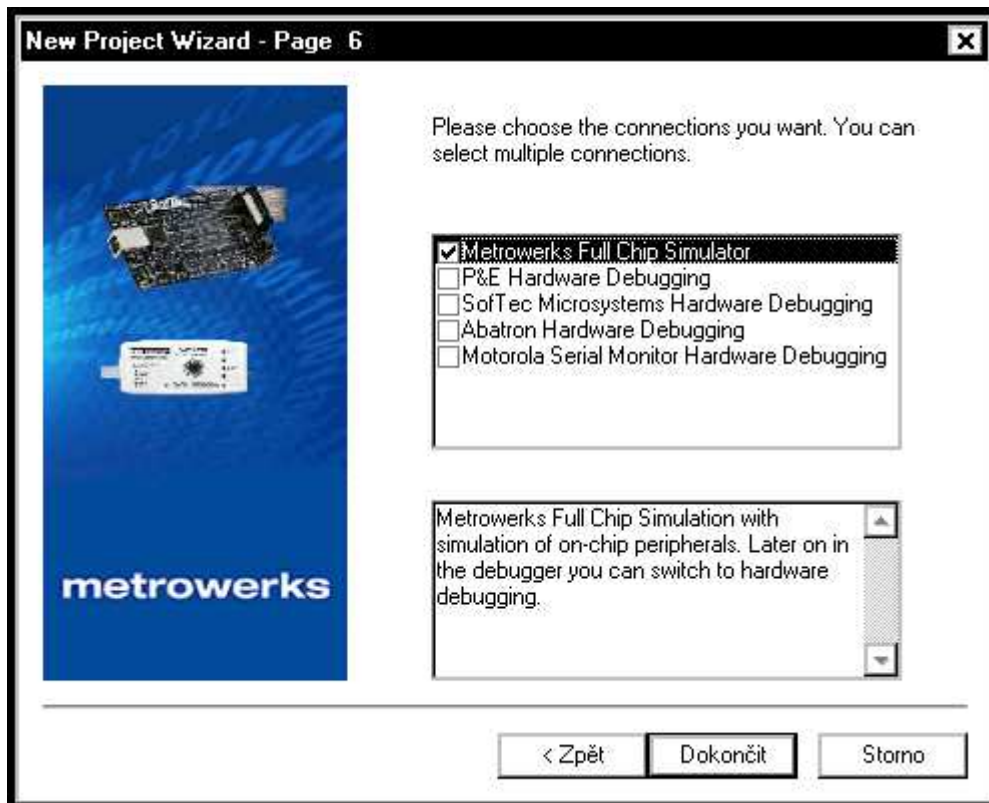 New Project Wizard - Page 6
Please choose the connections you want. You can
select multiple connections.
Metrowerks Full Chip Simulator
P&E Hardware Debugging
SofTec Microsystems Hardware Debugging
Abatron Hardware Debugging
Motorola Serial Monitor Hardware Debugging
Metrowerks Full Chip Simulation with
simulation of on-chip peripherals. Later on in
the debugger you can switch to hardware
debugging.
metrowerks
< Zpět
Dokončit
Storno